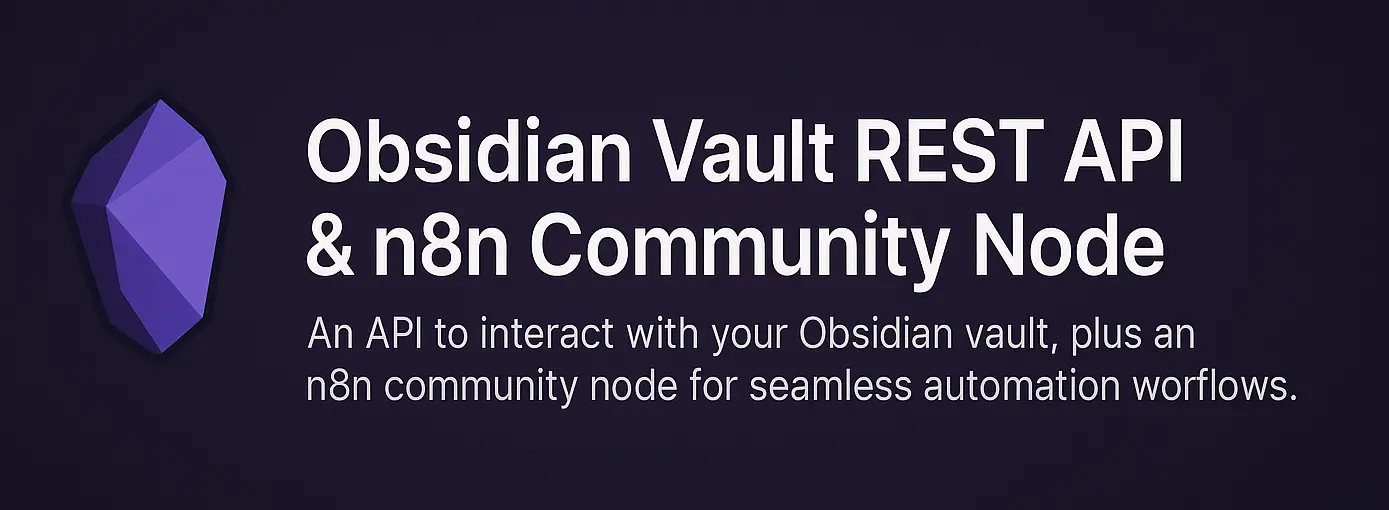 Obsidian Vault REST API
& n8n Community Node
An API to interact with your Obsidian vault, plus an
n8n community node for seamless automation worflows.